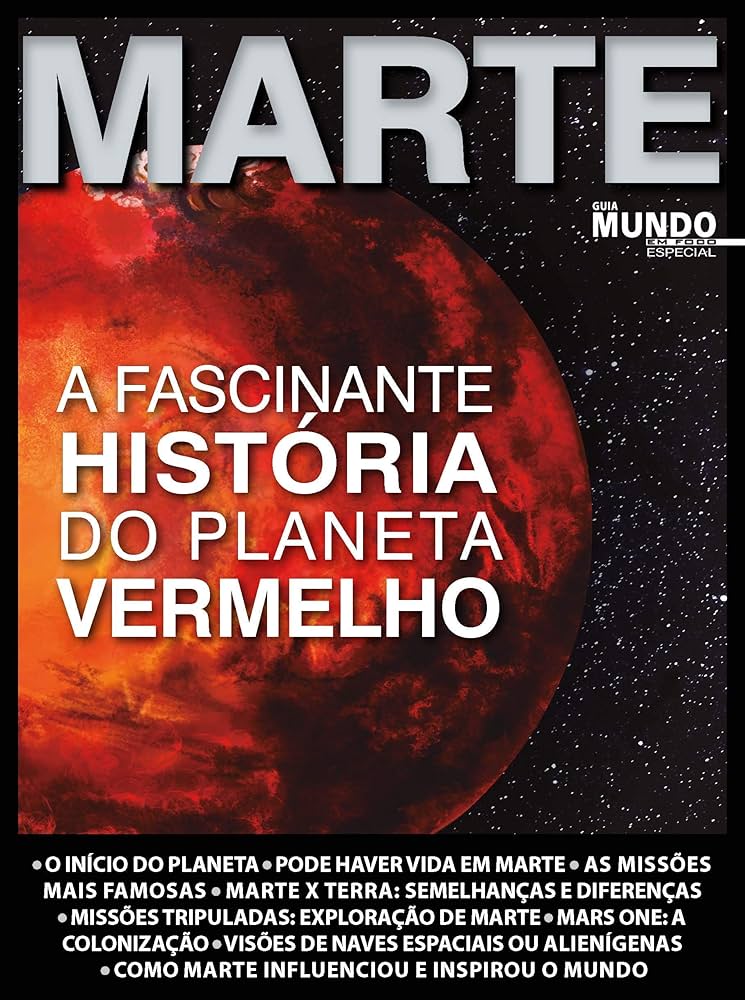 MARTE
GUIA
MUNDO
EM FOCO
ESPECIAL
A FASCINANTE
HISTÓRIA
DO PLANETA
VERMELHO
• O INÍCIO DO PLANETA • PODE HAVER VIDA EM MARTE • AS MISSÕES
MAIS FAMOSAS • MARTE X TERRA: SEMELHANÇAS E DIFERENÇAS
• MISSÕES TRIPULADAS: EXPLORAÇÃO DE MARTE • MARS ONE: A
COLONIZAÇÃO • VISÕES DE NAVES ESPACIAIS OU ALIENÍGENAS
• COMO MARTE INFLUENCIOU E INSPIROU O MUNDO